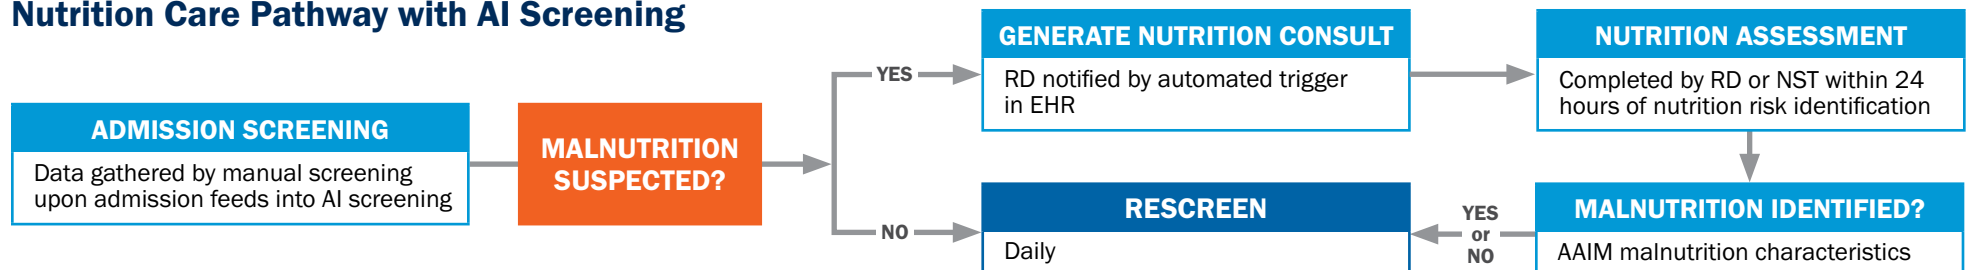 Nutrition Care Pathway with AI Screening
ADMISSION SCREENING
Data gathered by manual screening
upon admission feeds into AI screening
MALNUTRITION
SUSPECTED?
YES
GENERATE NUTRITION CONSULT
RD notified by automated trigger
in EHR
NUTRITION ASSESSMENT
Completed by RD or NST within 24
hours of nutrition risk identification
NO
RESCREEN
Daily
YES
or
NO
MALNUTRITION IDENTIFIED?
AAIM malnutrition characteristics